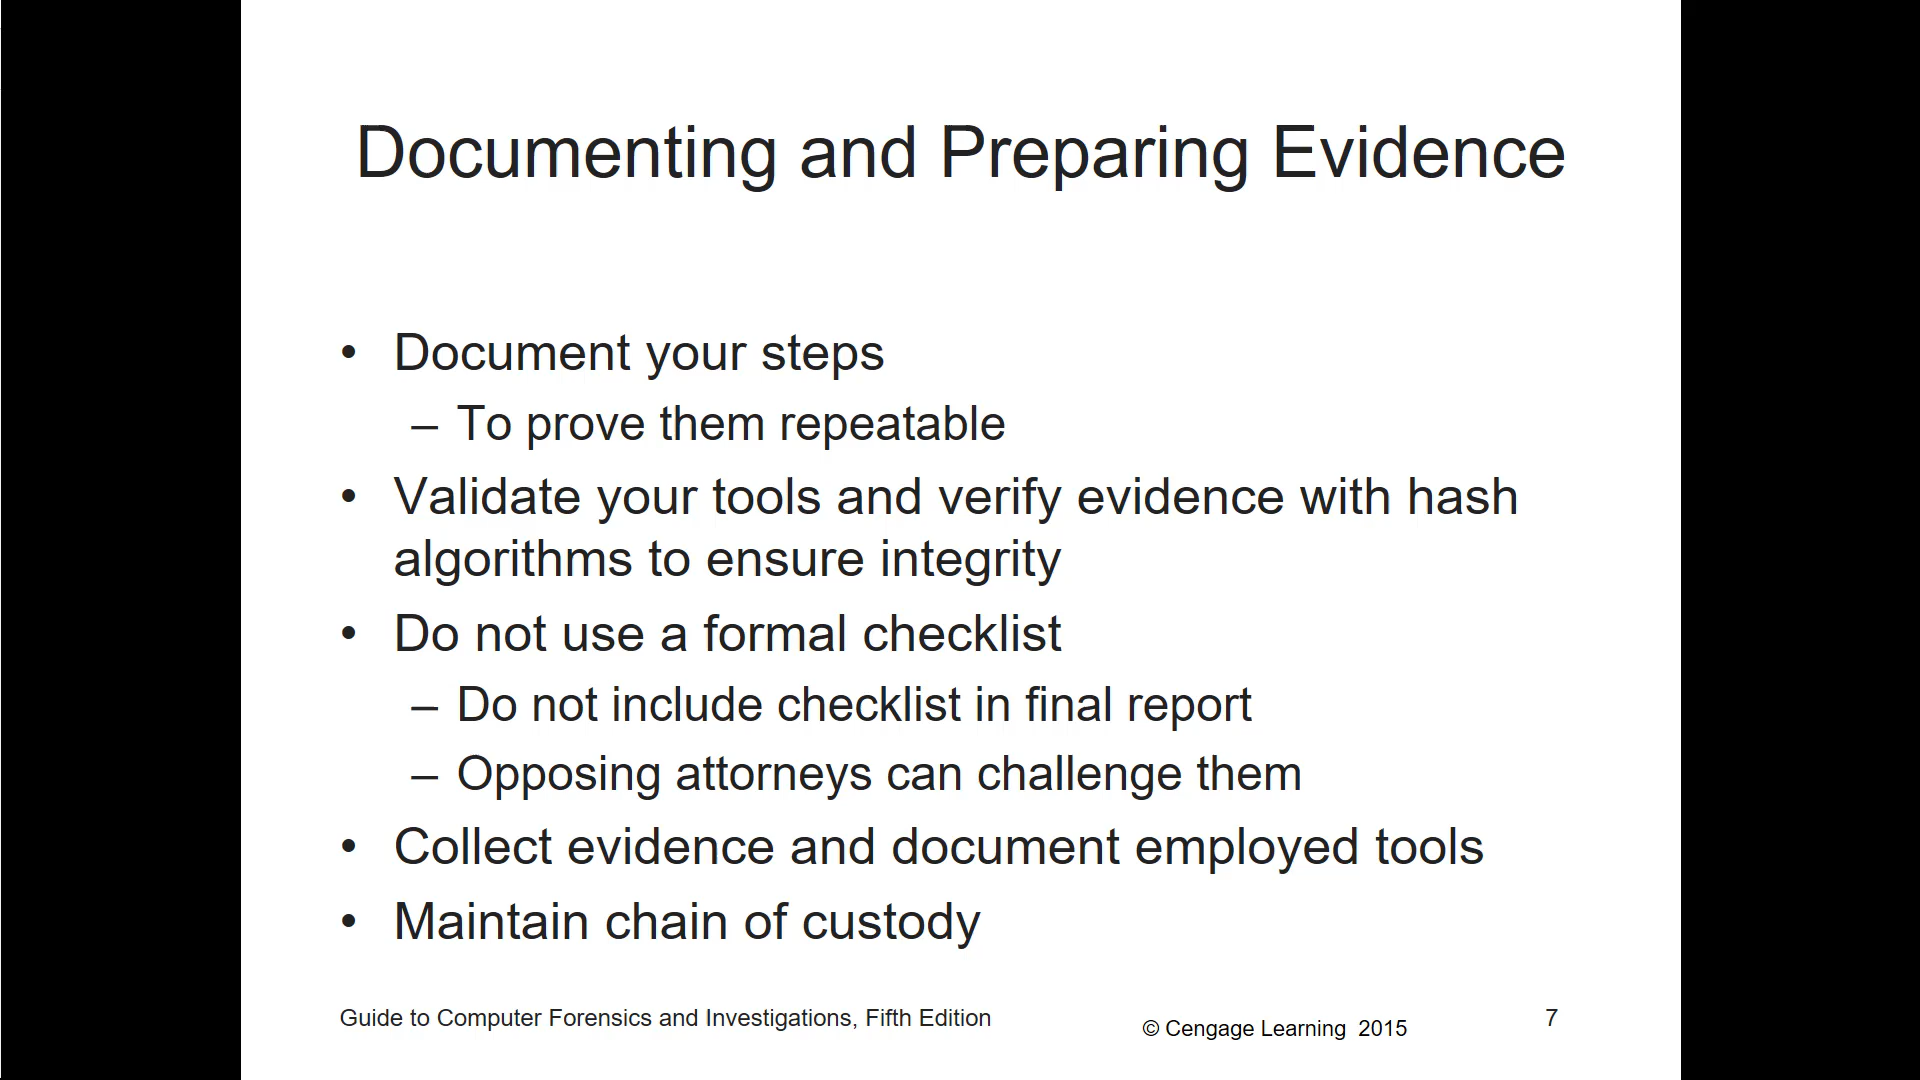 Documenting and Preparing Evidence
• Document your steps
– To prove them repeatable
• Validate your tools and verify evidence with hash
algorithms to ensure integrity
• Do not use a formal checklist
– Do not include checklist in final report
– Opposing attorneys can challenge them
• Collect evidence and document employed tools
• Maintain chain of custody
Guide to Computer Forensics and Investigations, Fifth Edition
© Cengage Learning 2015
7